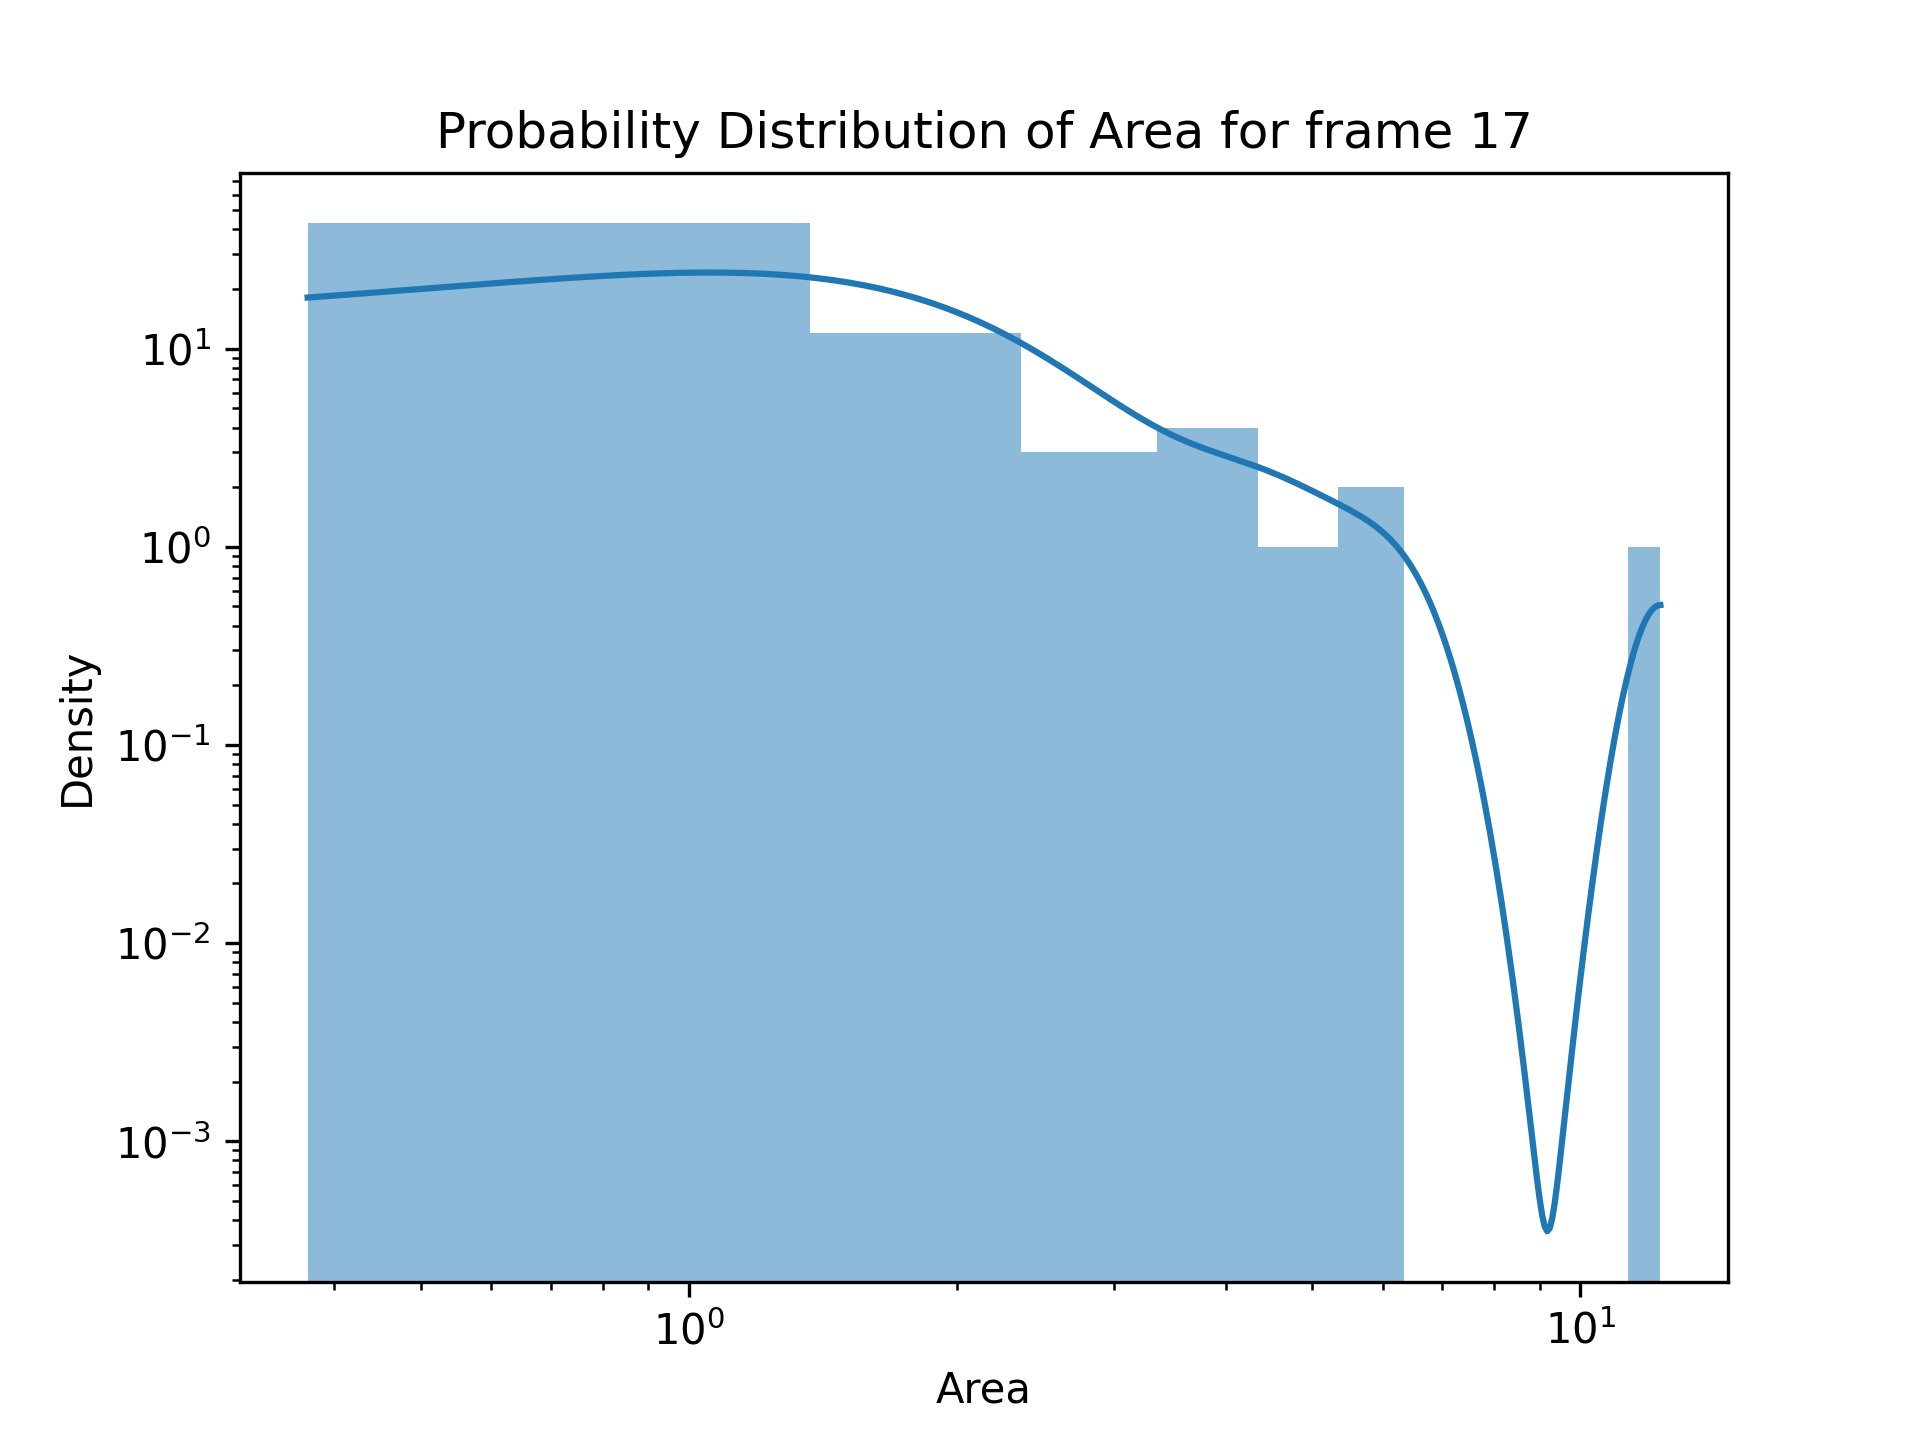 Probability Distribution of Area for frame 17
10¹
10⁰
10⁻¹
10⁻²
10⁻³
Density
10⁰ 10¹
Area